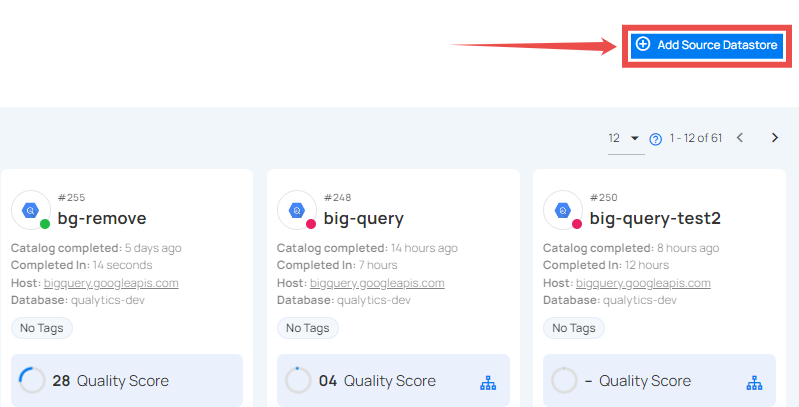 Add Source Datastore
12 1 - 12 of 61
#255
bg-remove
Catalog completed: 5 days ago
Completed In: 14 seconds
Host: bigquery.googleapis.com
Database: qualytics-dev
No Tags
28 Quality Score
#248
big-query
Catalog completed: 14 hours ago
Completed In: 7 hours
Host: bigquery.googleapis.com
Database: qualytics-dev
No Tags
04 Quality Score
#250
big-query-test2
Catalog completed: 8 hours ago
Completed In: 12 hours
Host: bigquery.googleapis.com
Database: qualytics-dev
No Tags
– Quality Score